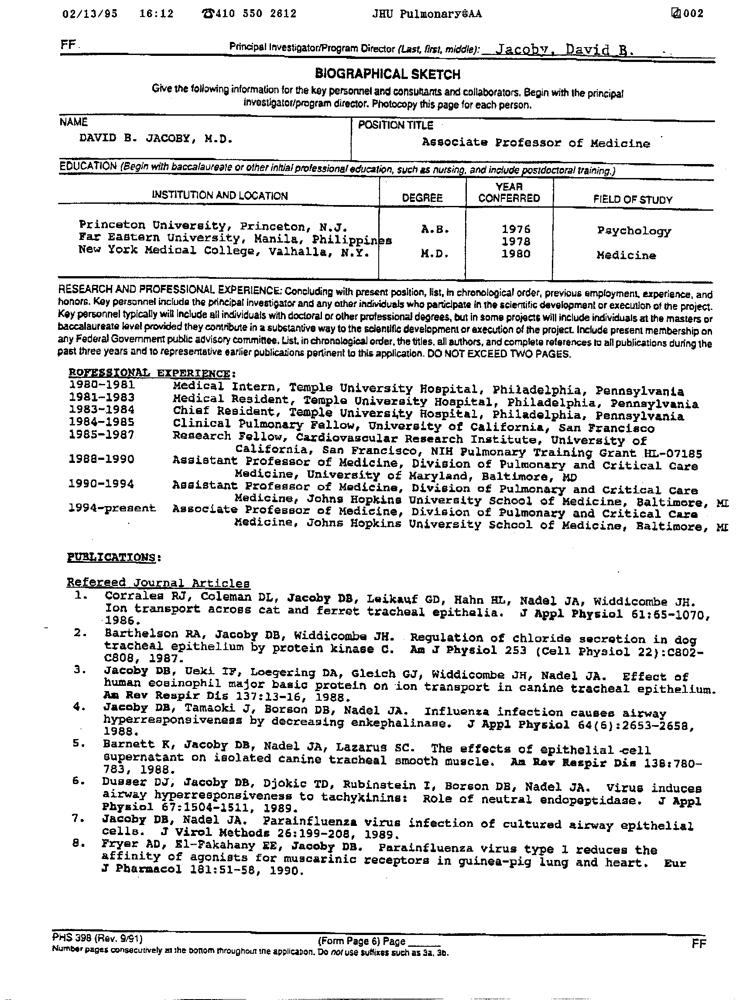 02/13/95 16:12 ☎410 550 2612 JHU Pulmonary@AA 002
FF Principal Investigator/Program Director (Last, first, middle): Jacoby, David B.
BIOGRAPHICAL SKETCH
Give the following information for the key personnel and consultants and collaborators. Begin with the principal
investigator/program director. Photocopy this page for each person.
NAME POSITION TITLE
DAVID B. JACOBY, M.D. Associate Professor of Medicine
EDUCATION (Begin with baccalaureate or other initial professional education, such as nursing, and include postdoctoral training.)
INSTITUTION AND LOCATION DEGREE YEAR CONFERRED FIELD OF STUDY
Princeton University, Princeton, N.J. A.B. 1976 Psychology
Far Eastern University, Manila, Philippines 1978
New York Medical College, Valhalla, N.Y. M.D. 1980 Medicine
RESEARCH AND PROFESSIONAL EXPERIENCE: Concluding with present position, list, in chronological order, previous employment, experience, and
honors. Key personnel include the principal investigator and any other individuals who participate in the scientific development or execution of the project.
Key personnel typically will include all individuals with doctoral or other professional degrees, but in some projects will include individuals at the masters or
baccalaureate level provided they contribute in a substantive way to the scientific development or execution of the project. Include present membership on
any Federal Government public advisory committee. List, in chronological order, the titles, all authors, and complete references to all publications during the
past three years and to representative earlier publications pertinent to this application. DO NOT EXCEED TWO PAGES.
ROFESSIONAL EXPERIENCE:
1980-1981 Medical Intern, Temple University Hospital, Philadelphia, Pennsylvania
1981-1983 Medical Resident, Temple University Hospital, Philadelphia, Pennsylvania
1983-1984 Chief Resident, Temple University Hospital, Philadelphia, Pennsylvania
1984-1985 Clinical Pulmonary Fellow, University of California, San Francisco
1985-1987 Research Fellow, Cardiovascular Research Institute, University of
California, San Francisco, NIH Pulmonary Training Grant HL-07185
1988-1990 Assistant Professor of Medicine, Division of Pulmonary and Critical Care
Medicine, University of Maryland, Baltimore, MD
1990-1994 Assistant Professor of Medicine, Division of Pulmonary and Critical Care
Medicine, Johns Hopkins University School of Medicine, Baltimore, MD
1994-present Associate Professor of Medicine, Division of Pulmonary and Critical Care
Medicine, Johns Hopkins University School of Medicine, Baltimore, MD
PUBLICATIONS:
Refereed Journal Articles
1. Corrales RJ, Coleman DL, Jacoby DB, Leikauf GD, Hahn HL, Nadel JA, Widdicombe JH.
Ion transport across cat and ferret tracheal epithelia. J Appl Physiol 61:65-1070,
1986.
2. Barthelson RA, Jacoby DB, Widdicombe JH. Regulation of chloride secretion in dog
tracheal epithelium by protein kinase C. Am J Physiol 253 (Cell Physiol 22):C802-
C808, 1987.
3. Jacoby DB, Ueki IF, Loegering DA, Gleich GJ, Widdicombe JH, Nadel JA. Effect of
human eosinophil major basic protein on ion transport in canine tracheal epithelium.
Am Rev Respir Dis 137:13-16, 1988.
4. Jacoby DB, Tamaoki J, Borson DB, Nadel JA. Influenza infection causes airway
hyperresponsiveness by decreasing enkephalinase. J Appl Physiol 64(6):2653-2658,
1988.
5. Barnett K, Jacoby DB, Nadel JA, Lazarus SC. The effects of epithelial cell
supernatant on isolated canine tracheal smooth muscle. Am Rev Respir Dis 138:780-
783, 1988.
6. Dusser DJ, Jacoby DB, Djokic TD, Rubinstein I, Borson DB, Nadel JA. Virus induces
airway hyperresponsiveness to tachykinins: Role of neutral endopeptidase. J Appl
Physiol 67:1504-1511, 1989.
7. Jacoby DB, Nadel JA. Parainfluenza virus infection of cultured airway epithelial
cells. J Virol Methods 26:199-208, 1989.
8. Fryer AD, El-Fakahany EE, Jacoby DB. Parainfluenza virus type 1 reduces the
affinity of agonists for muscarinic receptors in guinea-pig lung and heart. Eur
J Pharmacol 181:51-58, 1990.
PHS 398 (Rev. 9/91) (Form Page 6) Page ____ FF
Number pages consecutively at the bottom throughout the application. Do not use suffixes such as 3a, 3b.